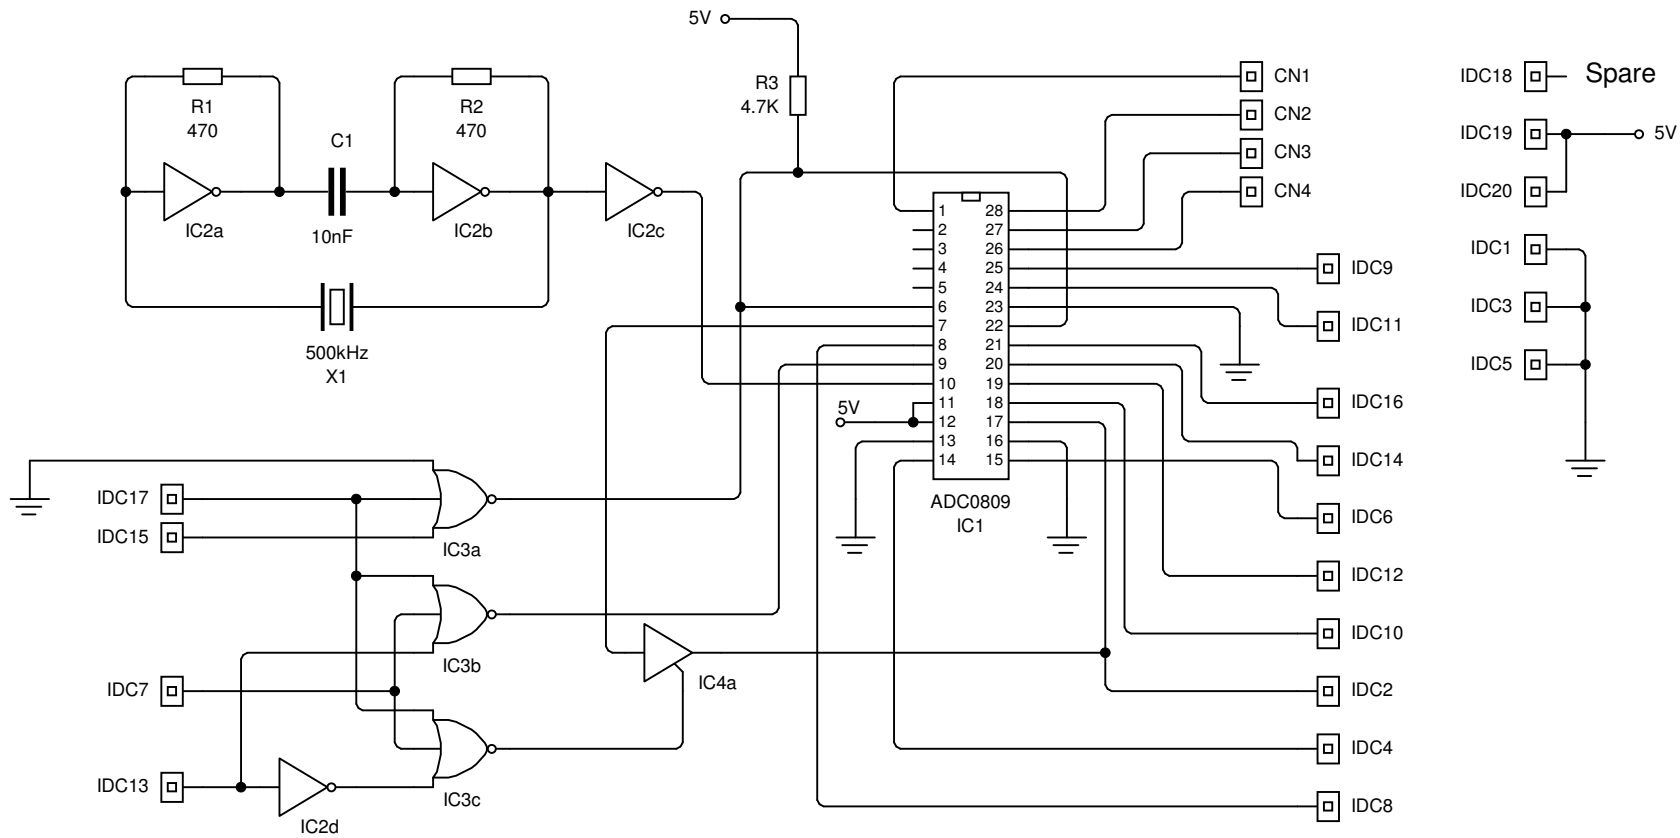 5V
R1
470
R2
470
C1
10nF
IC2a
IC2b
IC2c
500kHz
X1
R3
4.7K
CN1
CN2
CN3
CN4
IDC18
Spare
IDC19
5V
IDC20
IDC1
IDC3
IDC5
1
2
3
4
5
6
7
8
9
10
11
12
13
14
28
27
26
25
24
23
22
21
20
19
18
17
16
15
5V
ADC0809
IC1
IDC9
IDC11
IDC16
IDC14
IDC6
IDC12
IDC10
IDC2
IDC4
IDC8
IDC17
IDC15
IC3a
IC3b
IDC7
IC4a
IDC13
IC3c
IC2d